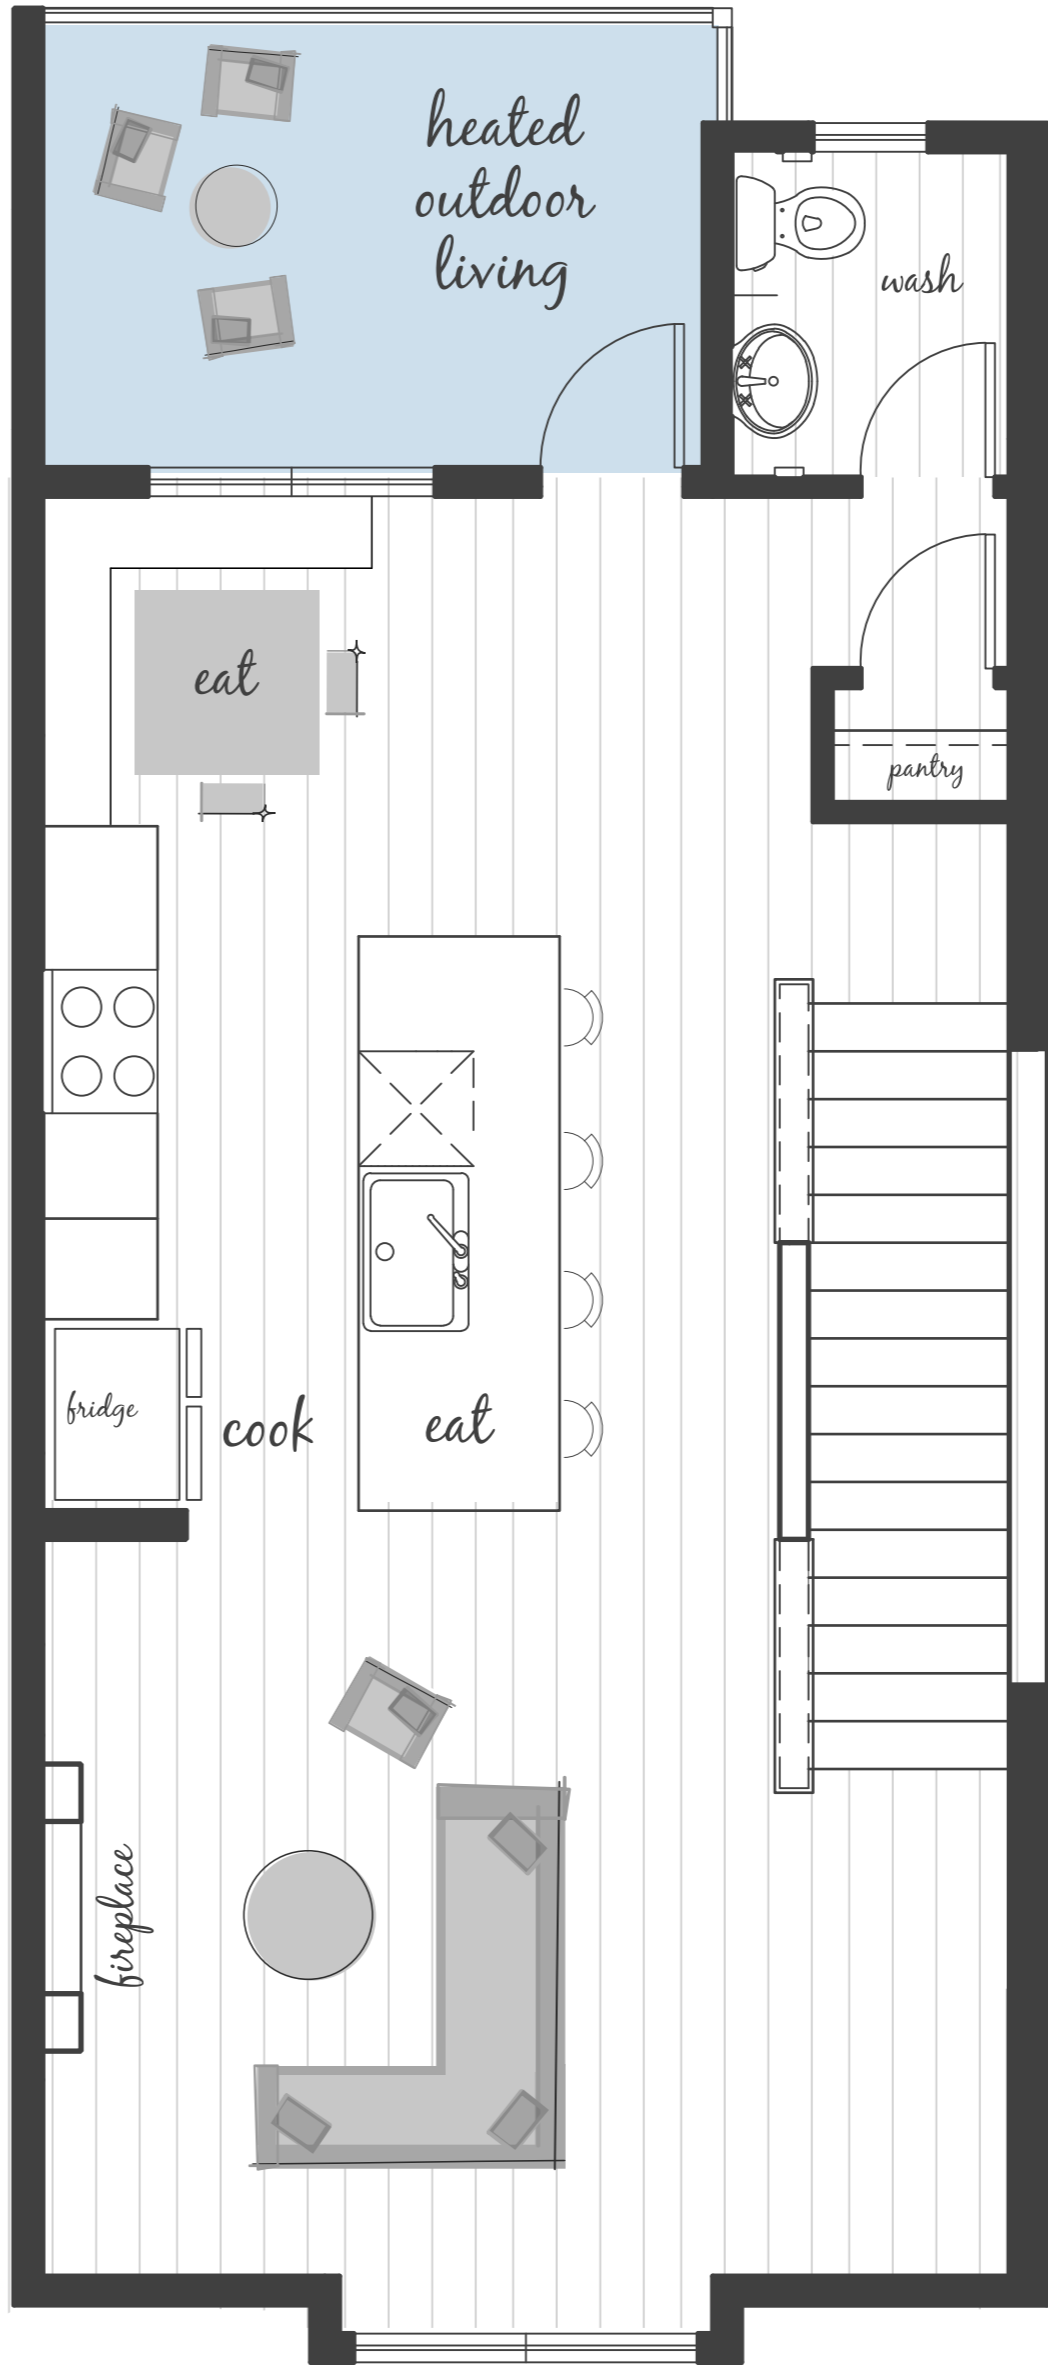 heated
outdoor
living
wash
eat
pantry
fridge
cook
eat
fireplace